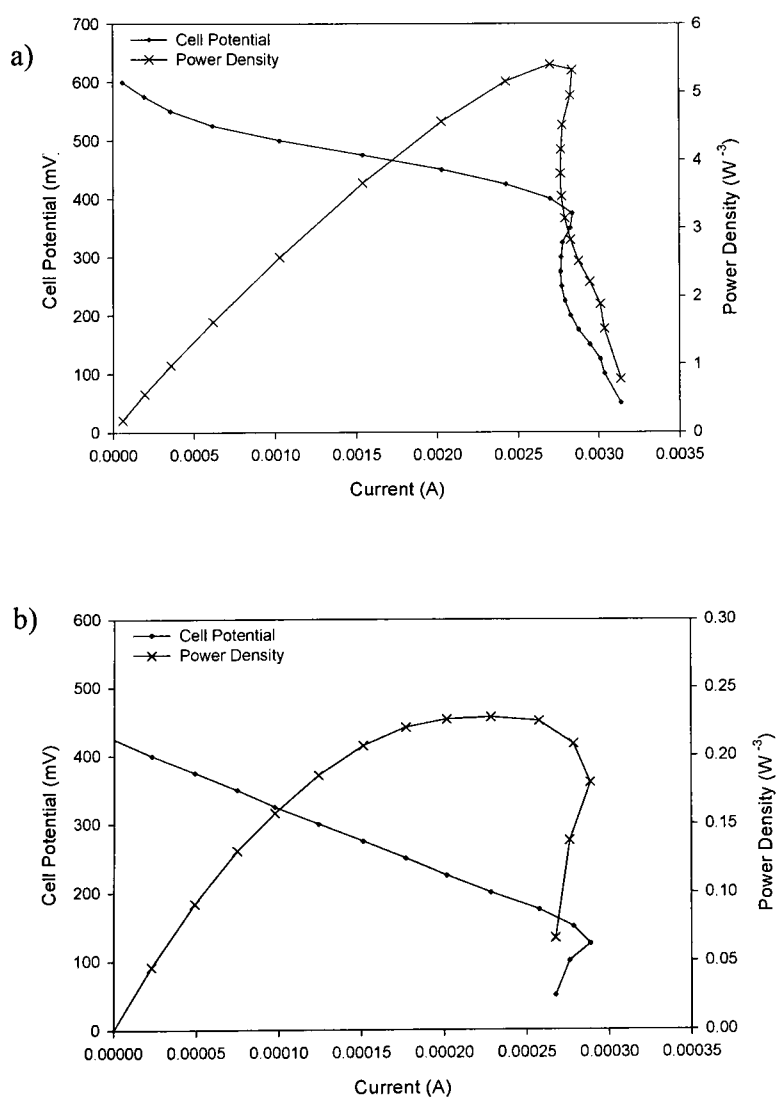 a)
Cell Potential
Power Density
700
600
500
400
300
200
100
0
Cell Potential (mV)
6
5
4
3
2
1
0
Power Density (W⁻³)
0.0000 0.0005 0.0010 0.0015 0.0020 0.0025 0.0030 0.0035
Current (A)
b)
Cell Potential
Power Density
600
500
400
300
200
100
0
Cell Potential (mV)
0.30
0.25
0.20
0.15
0.10
0.05
0.00
Power Density (W⁻³)
0.00000 0.00005 0.00010 0.00015 0.00020 0.00025 0.00030 0.00035
Current (A)